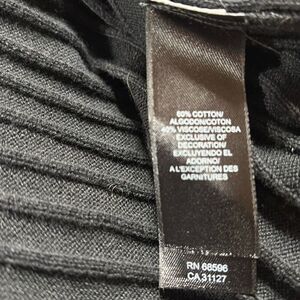 60% COTTON/
ALGODON/COTON
40% VISCOSE/VISCOSA
EXCLUSIVE OF
DECORATION/
EXCLUYENDO EL
ADORNO/
A L'EXCEPTION DES
GARNITURES
RN 68596
CA 31127